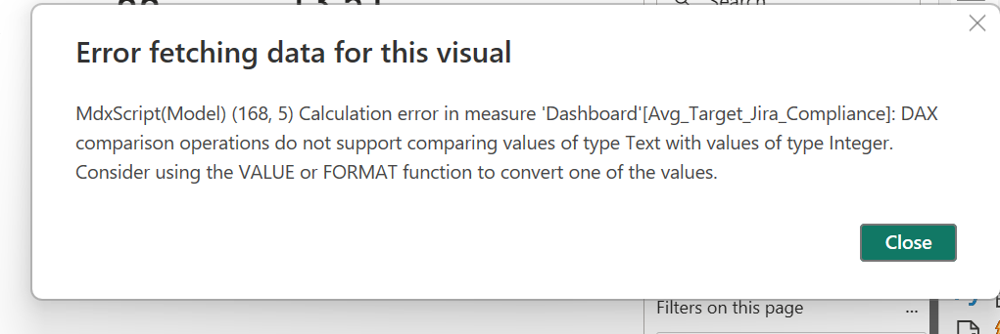 Search
Error fetching data for this visual
MdxScript(Model) (168, 5) Calculation error in measure 'Dashboard'[Avg_Target_Jira_Compliance]: DAX
comparison operations do not support comparing values of type Text with values of type Integer.
Consider using the VALUE or FORMAT function to convert one of the values.
Close
Filters on this page
...